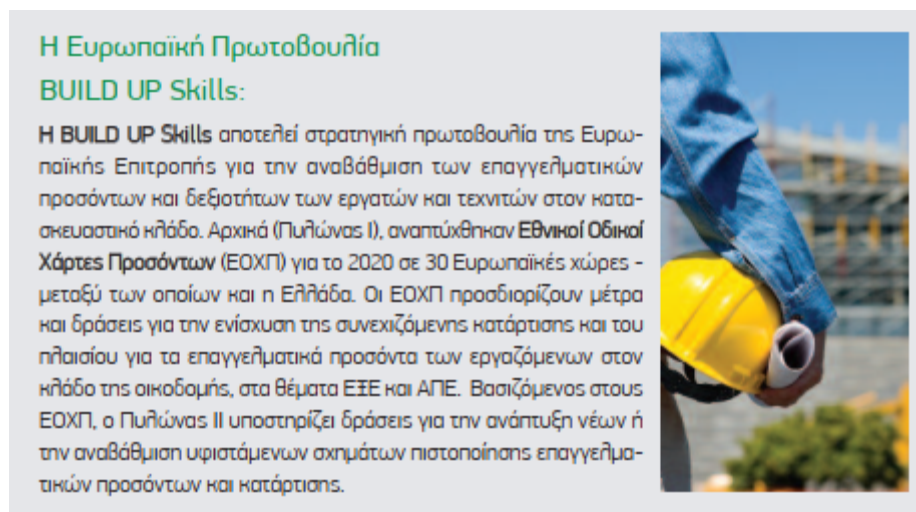 Η Ευρωπαϊκή Πρωτοβουλία
BUILD UP Skills:
Η BUILD UP Skills αποτελεί στρατηγική πρωτοβουλία της Ευρω-
παϊκής Επιτροπής για την αναβάθμιση των επαγγελματικών
προσόντων και δεξιοτήτων των εργατών και τεχνιτών στον κατα-
σκευαστικό κλάδο. Αρχικά (Πυλώνας Ι), αναπτύχθηκαν Εθνικοί Οδικοί
Χάρτες Προσόντων (ΕΟΧΠ) για το 2020 σε 30 Ευρωπαϊκές χώρες -
μεταξύ των οποίων και η Ελλάδα. Οι ΕΟΧΠ προσδιορίζουν μέτρα
και δράσεις για την ενίσχυση της συνεχιζόμενης κατάρτισης και του
πλαισίου για τα επαγγελματικά προσόντα των εργαζόμενων στον
κλάδο της οικοδομής, στα θέματα ΕΞΕ και ΑΠΕ. Βασιζόμενος στους
ΕΟΧΠ, ο Πυλώνας ΙΙ υποστηρίζει δράσεις για την ανάπτυξη νέων ή
την αναβάθμιση υφιστάμενων σχημάτων πιστοποίησης επαγγελμα-
τικών προσόντων και κατάρτισης.